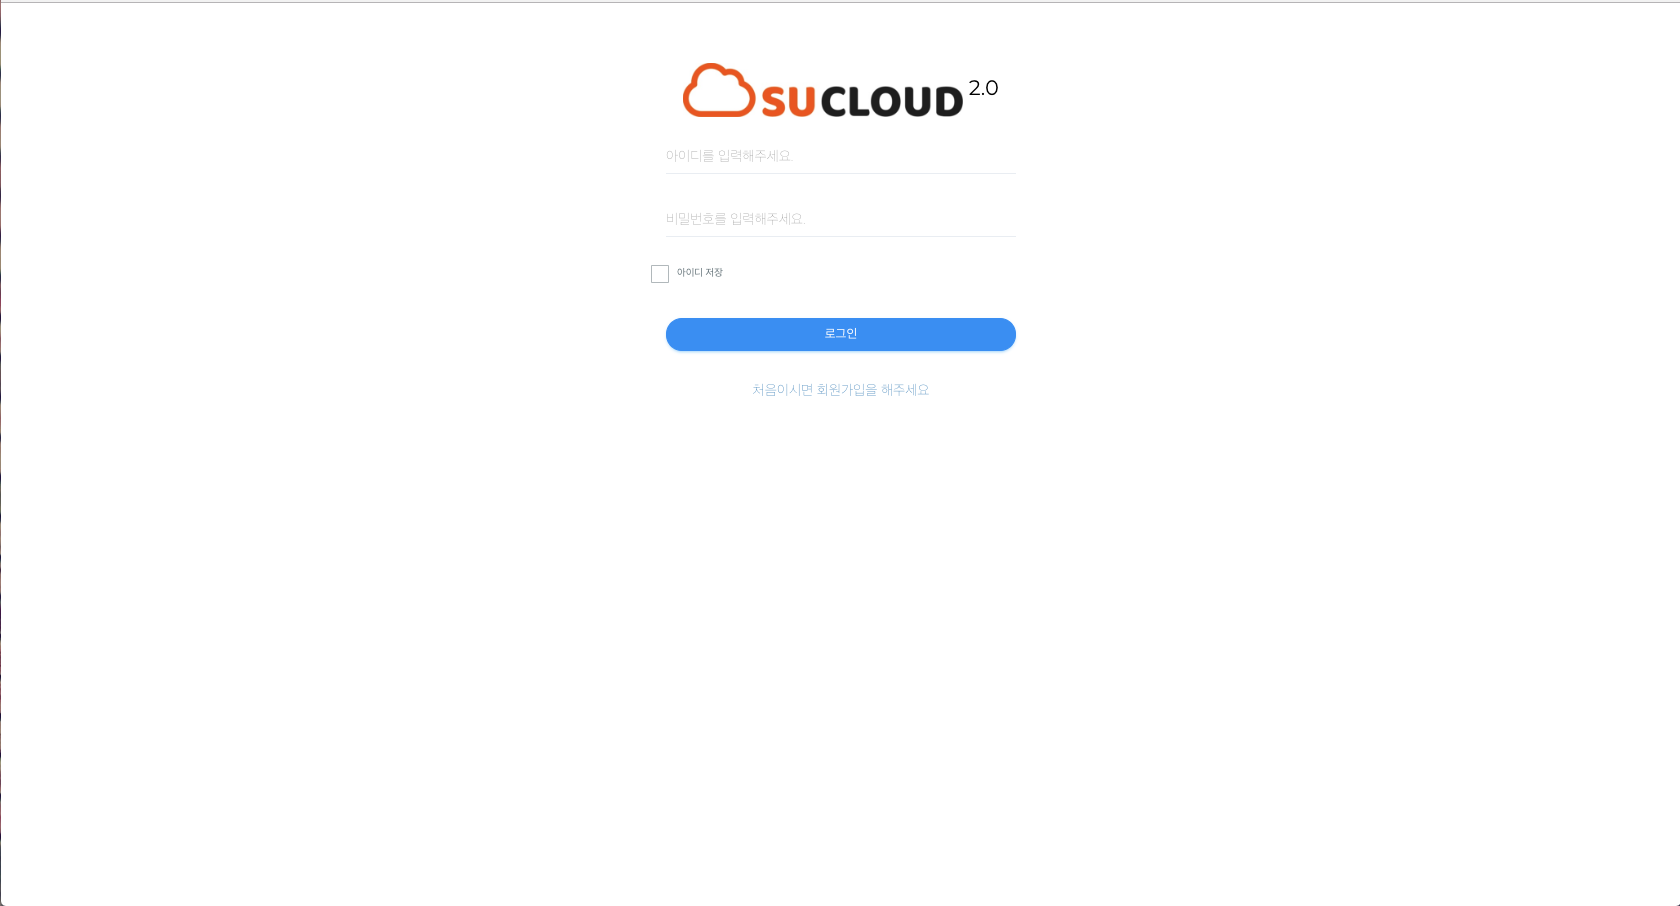 SUCLOUD 2.0
아이디를 입력해주세요.
비밀번호를 입력해주세요.
아이디 저장
로그인
처음이시면 회원가입을 해주세요